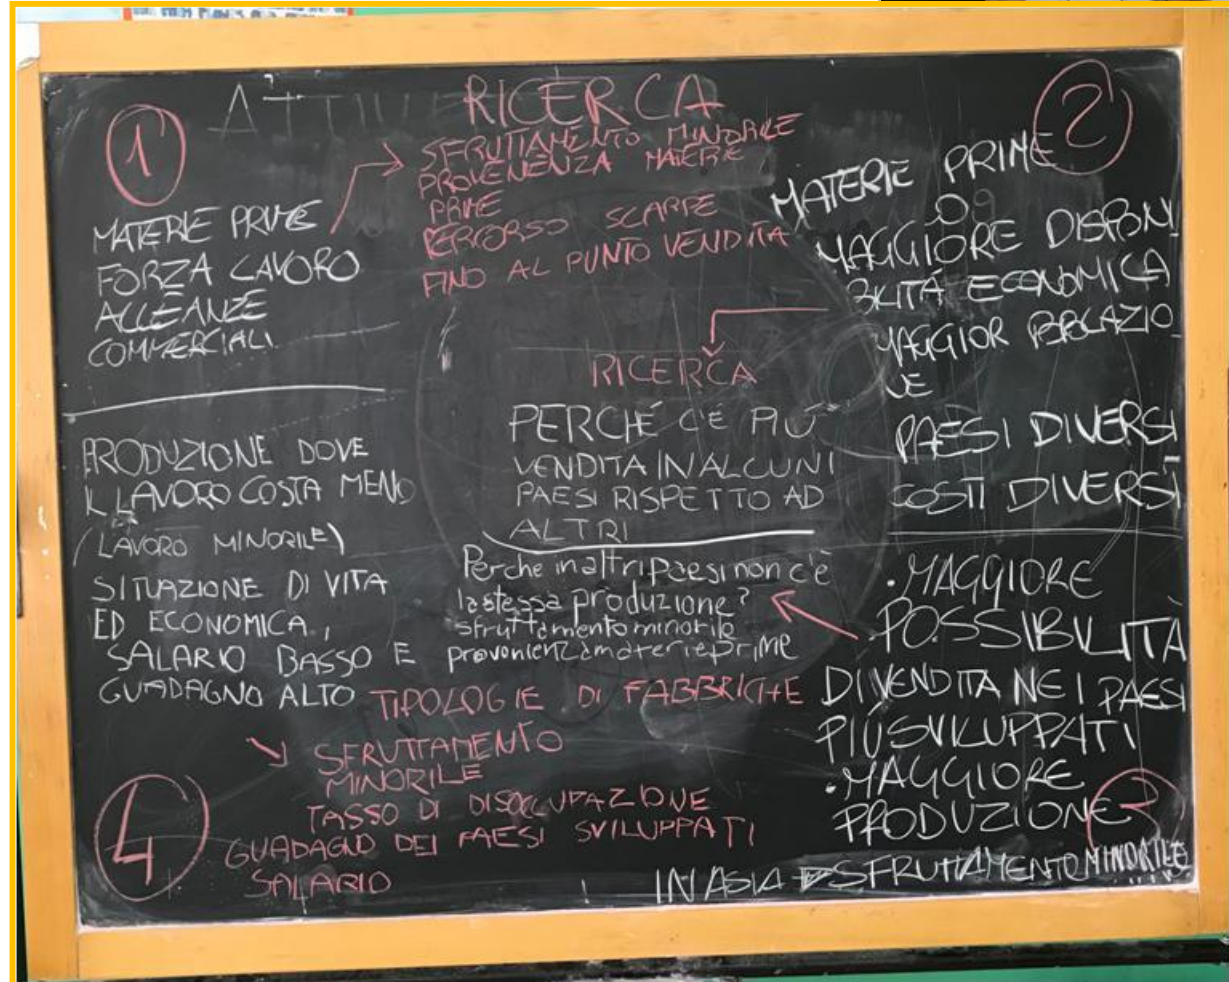 1
MATERIE PRIME
FORZA LAVORO
ALLEANZE
COMMERCIALI
RICERCA
SFRUTTAMENTO MINORILE
PROVENIENZA MATERIE
PRIME
PERCORSO SCARPE
FINO AL PUNTO VENDITA
2
MATERIE PRIME
MAGGIORE DISPONI
BILITÁ ECONOMICA
MAGGIOR POPOLAZIO
NE
PAESI DIVERSI
COSTI DIVERSI
RICERCA
PERCHÉ C'É PIÚ
VENDITA IN ALCUNI
PAESI RISPETTO AD
ALTRI
PRODUZIONE DOVE
IL LAVORO COSTA MENO
(LAVORO MINORILE)
SITUAZIONE DI VITA
ED ECONOMICA,
SALARIO BASSO E
GUADAGNO ALTO
Perche in altri paesi non c'é
la stessa produzione?
sfruttamento minorile
provenienza materie prime
3
• MAGGIORE
POSSIBILITÀ
DI VENDITA NEI PAESI
PIÚ SVILUPPATI
• MAGGIORE
PRODUZIONE
IN ASIA → SFRUTTAMENTO MINORILE
4
TIPOLOGIE DI FABBRICHE
SFRUTTAMENTO
MINORILE
TASSO DI DISOCCUPAZIONE
GUADAGNO DEI PAESI SVILUPPATI
SALARIO